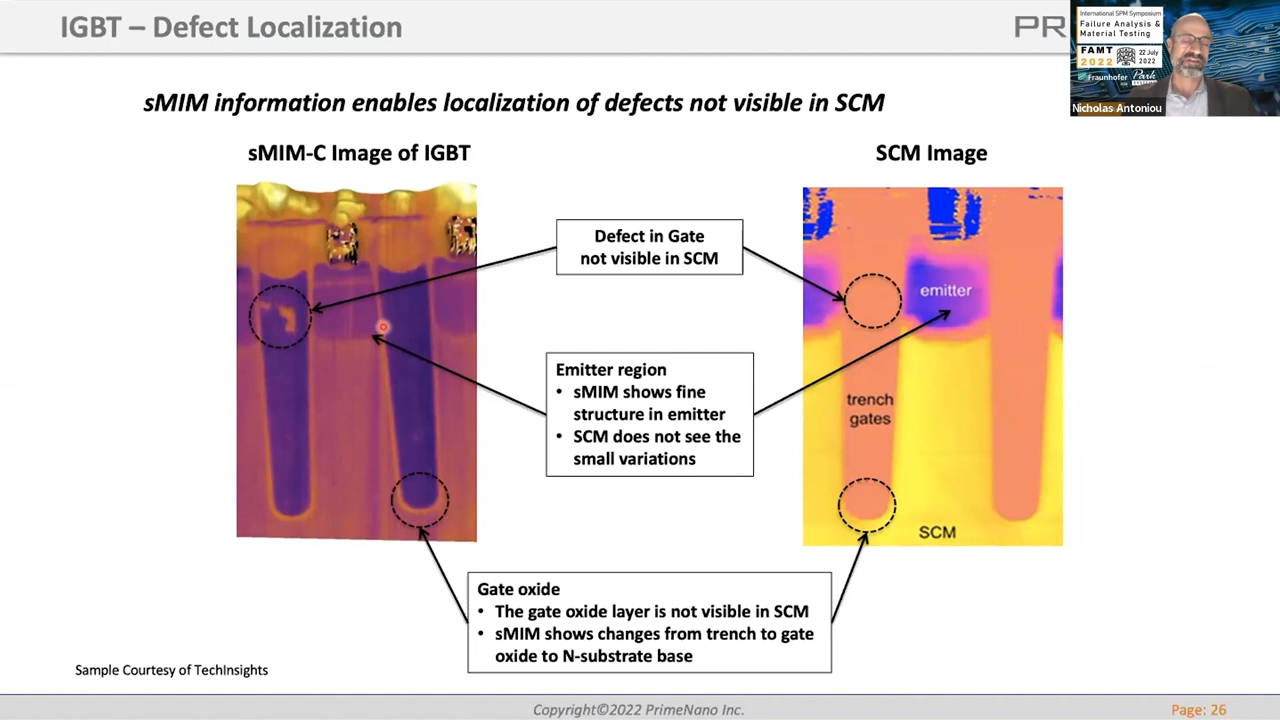 IGBT – Defect Localization
PR
International SPM Symposium
Failure Analysis &
Material Testing
FAMT
2022
22 July
2022
Fraunhofer
Park
Nicholas Antoniou
sMIM information enables localization of defects not visible in SCM
sMIM-C Image of IGBT
SCM Image
Defect in Gate
not visible in SCM
emitter
Emitter region
• sMIM shows fine
structure in emitter
• SCM does not see the
small variations
trench
gates
SCM
Gate oxide
• The gate oxide layer is not visible in SCM
• sMIM shows changes from trench to gate
oxide to N-substrate base
Sample Courtesy of TechInsights
Copyright©2022 PrimeNano Inc.
Page: 26